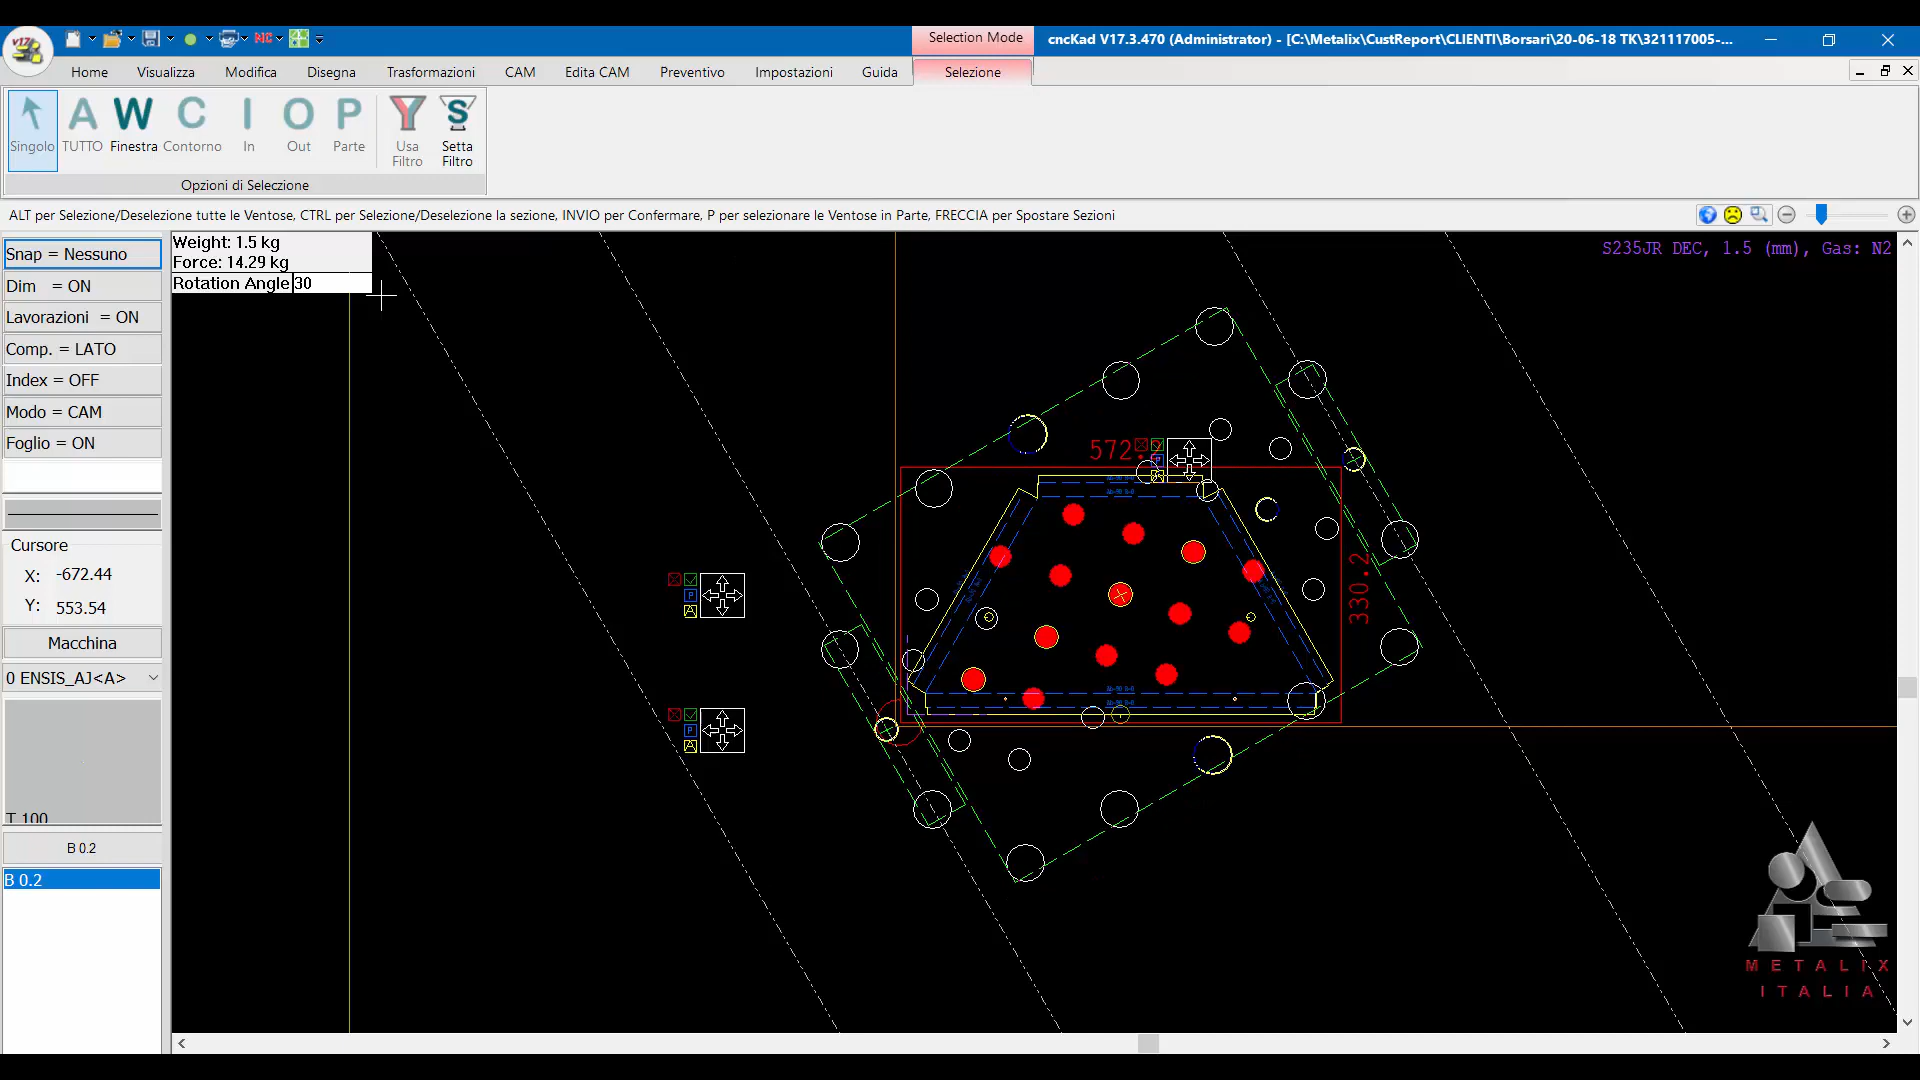 v17
NC
Selection Mode
cncKad V17.3.470 (Administrator) - [C:\Metalix\CustReport\CLIENTI\Borsari\20-06-18 TK\321117005-...
Home
Visualizza
Modifica
Disegna
Trasformazioni
CAM
Edita CAM
Preventivo
Impostazioni
Guida
Selezione
A W C I O P Y S
Singolo TUTTO Finestra Contorno In Out Parte Usa Filtro Setta Filtro
Opzioni di Selezione
ALT per Selezione/Deselezione tutte le Ventose, CTRL per Selezione/Deselezione la sezione, INVIO per Confermare, P per selezionare le Ventose in Parte, FRECCIA per Spostare Sezioni
Snap = Nessuno
Dim = ON
Lavorazioni = ON
Comp. = LATO
Index = OFF
Modo = CAM
Foglio = ON
Cursore
X: -672.44
Y: 553.54
Macchina
0 ENSIS_AJ<A>
T 100
B 0.2
B 0.2
Weight: 1.5 kg
Force: 14.29 kg
Rotation Angle 30
S235JR DEC, 1.5 (mm), Gas: N2
572.
330.2
P
A
P
A
METALIX
ITALIA